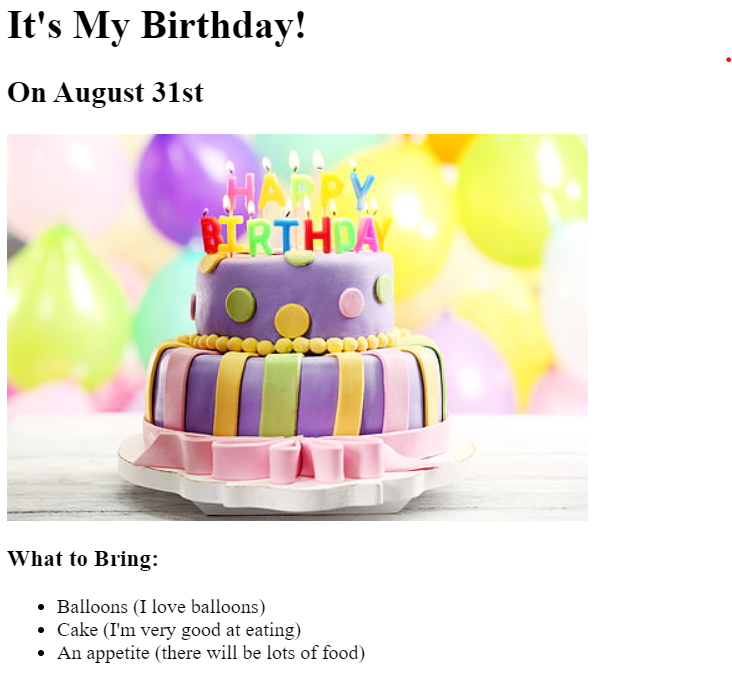 It's My Birthday!
On August 31st
HAPPY
BIRTHDAY
What to Bring:
Balloons (I love balloons)
Cake (I'm very good at eating)
An appetite (there will be lots of food)